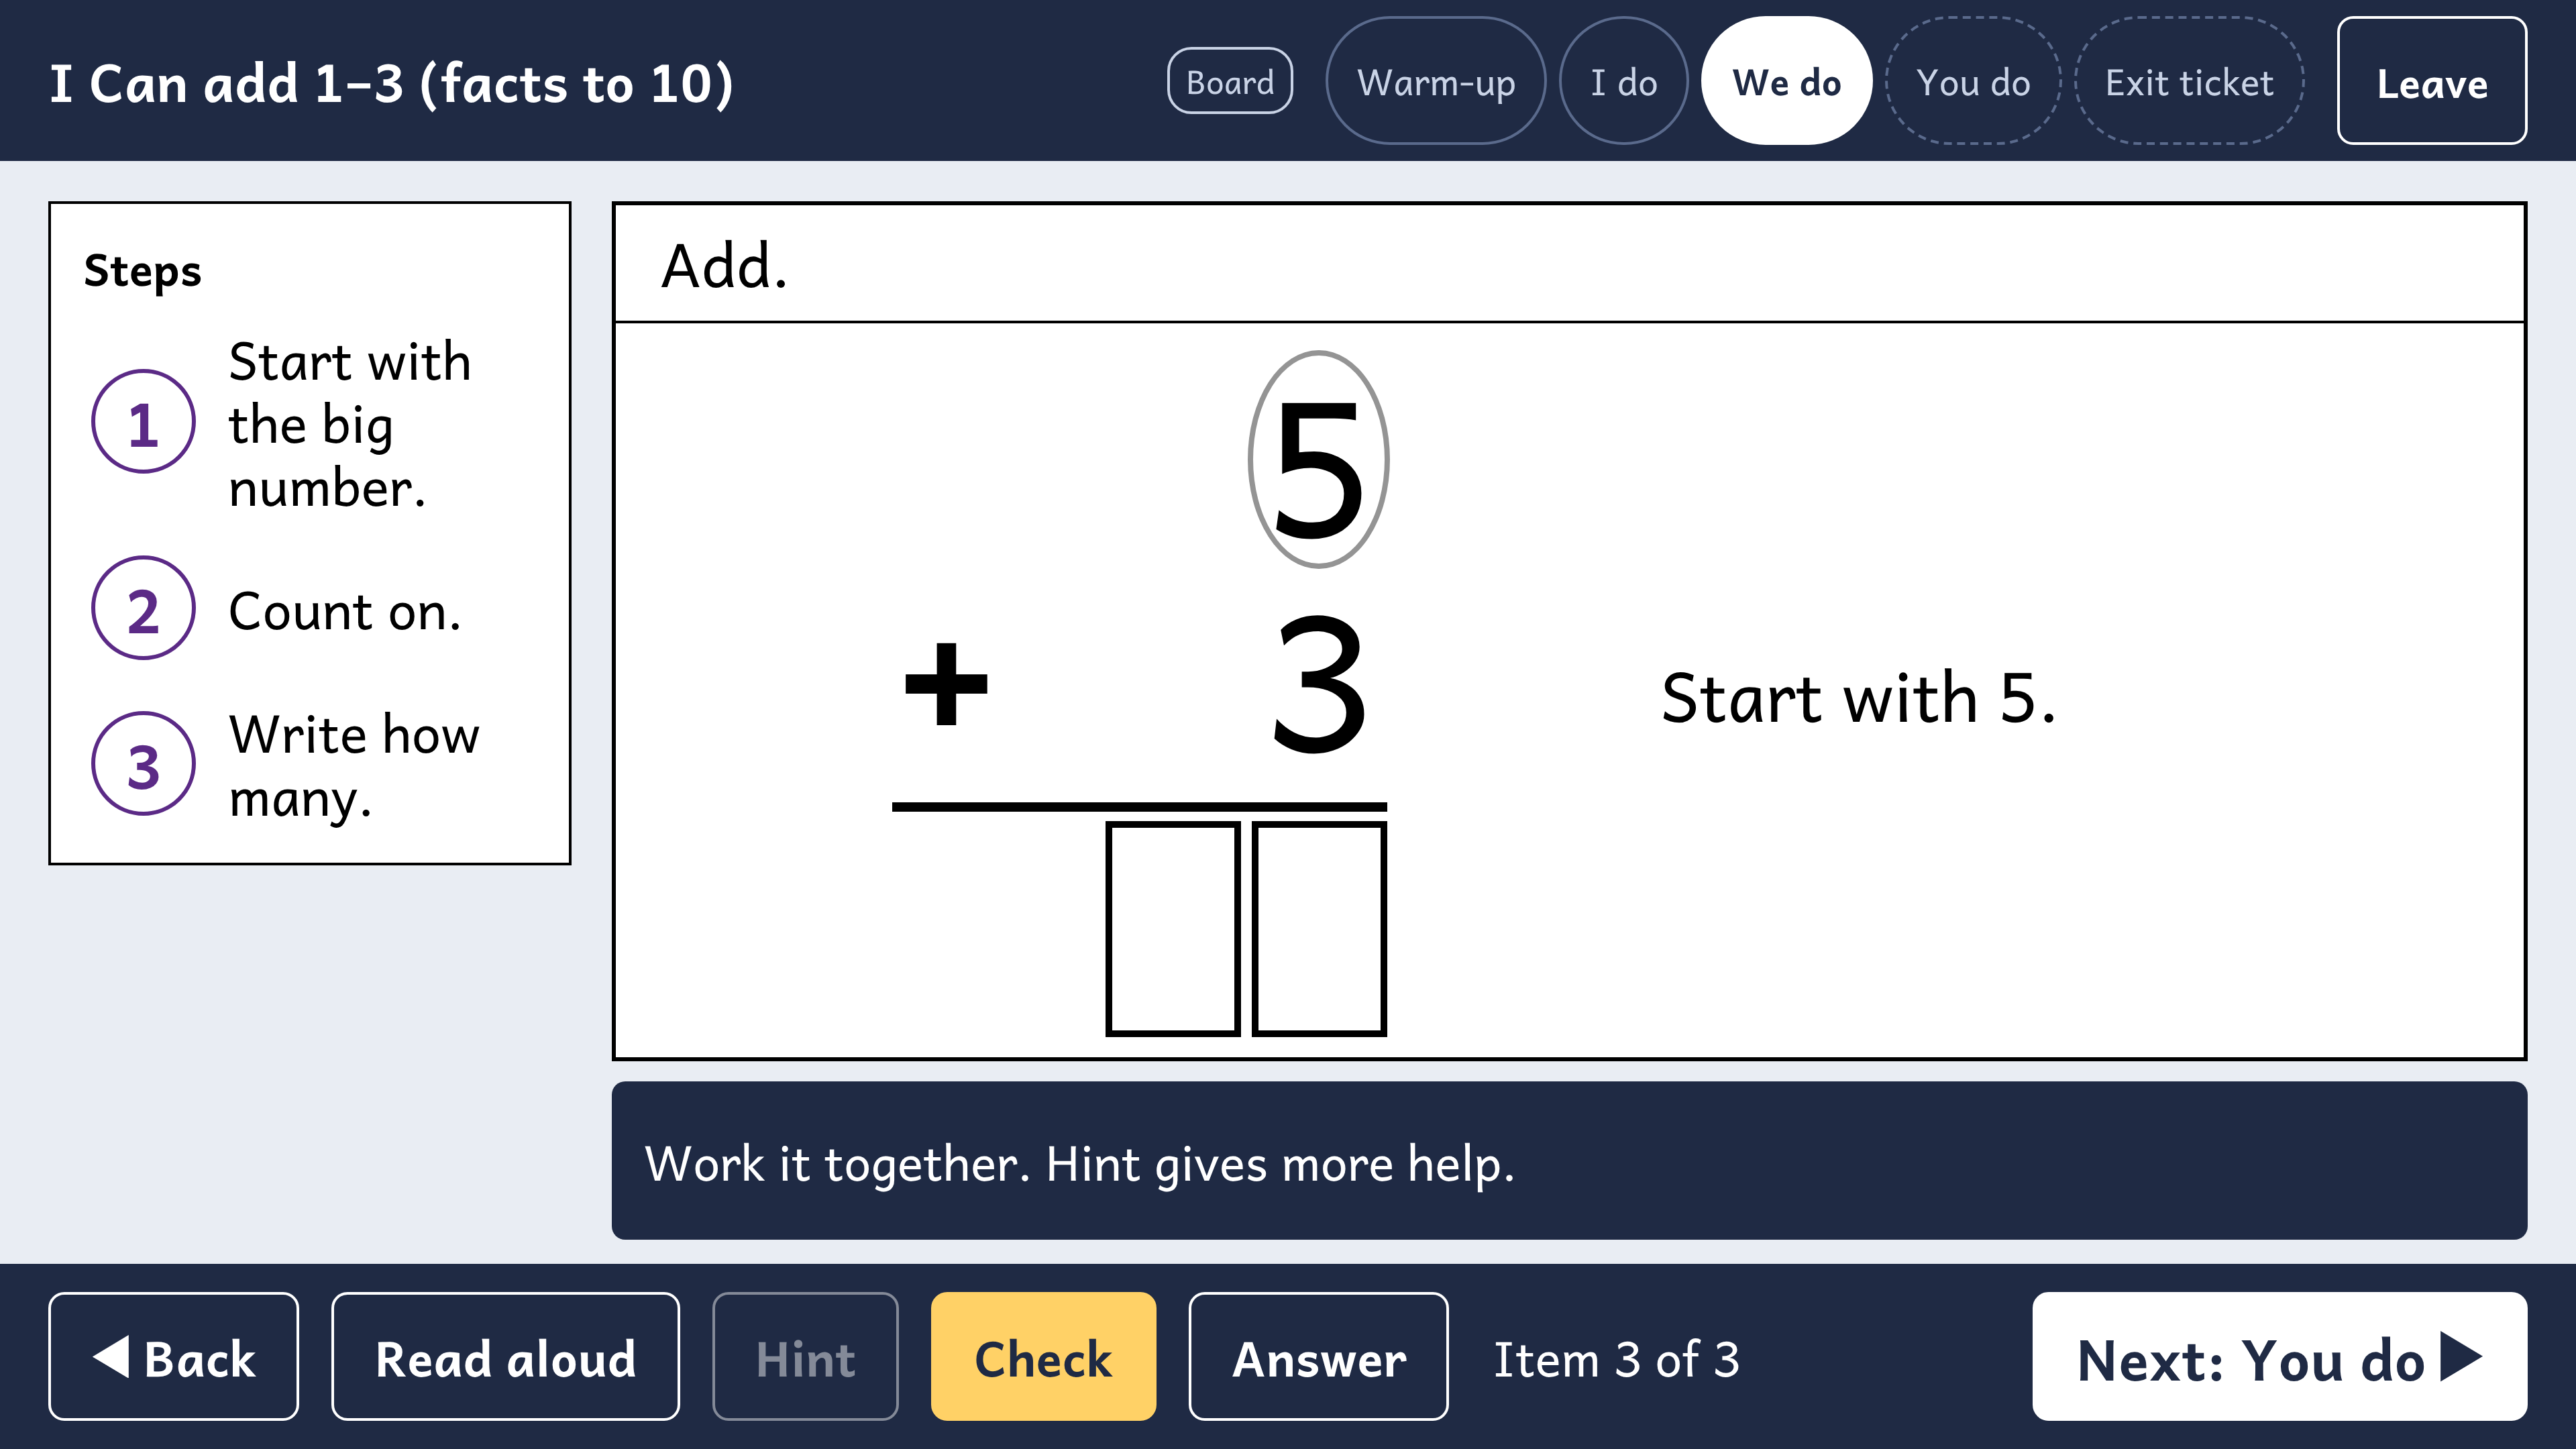 I Can add 1–3 (facts to 10)
Board
Warm-up
I do
We do
You do
Exit ticket
Leave
Steps
1
Start with
the big
number.
2
Count on.
3
Write how
many.
Add.
5
+ 3
Start with 5.
Work it together. Hint gives more help.
Back
Read aloud
Hint
Check
Answer
Item 3 of 3
Next: You do